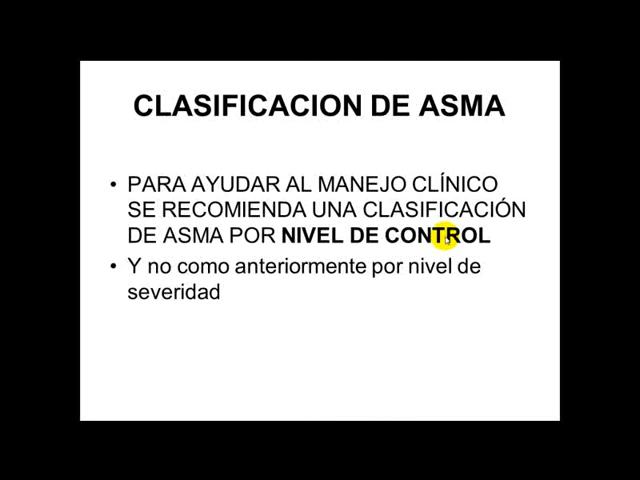 CLASIFICACION DE ASMA
• PARA AYUDAR AL MANEJO CLÍNICO
SE RECOMIENDA UNA CLASIFICACIÓN
DE ASMA POR NIVEL DE CONTROL
• Y no como anteriormente por nivel de
severidad